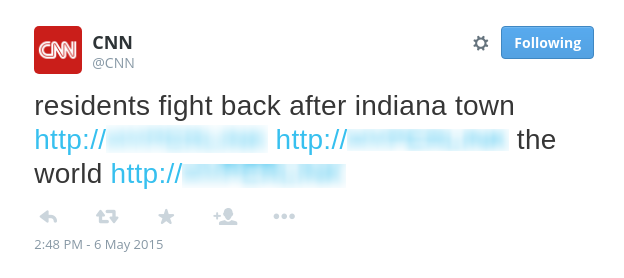 CNN
CNN
@CNN
Following
residents fight back after indiana town
http:// http:// the
world http://
2:48 PM - 6 May 2015